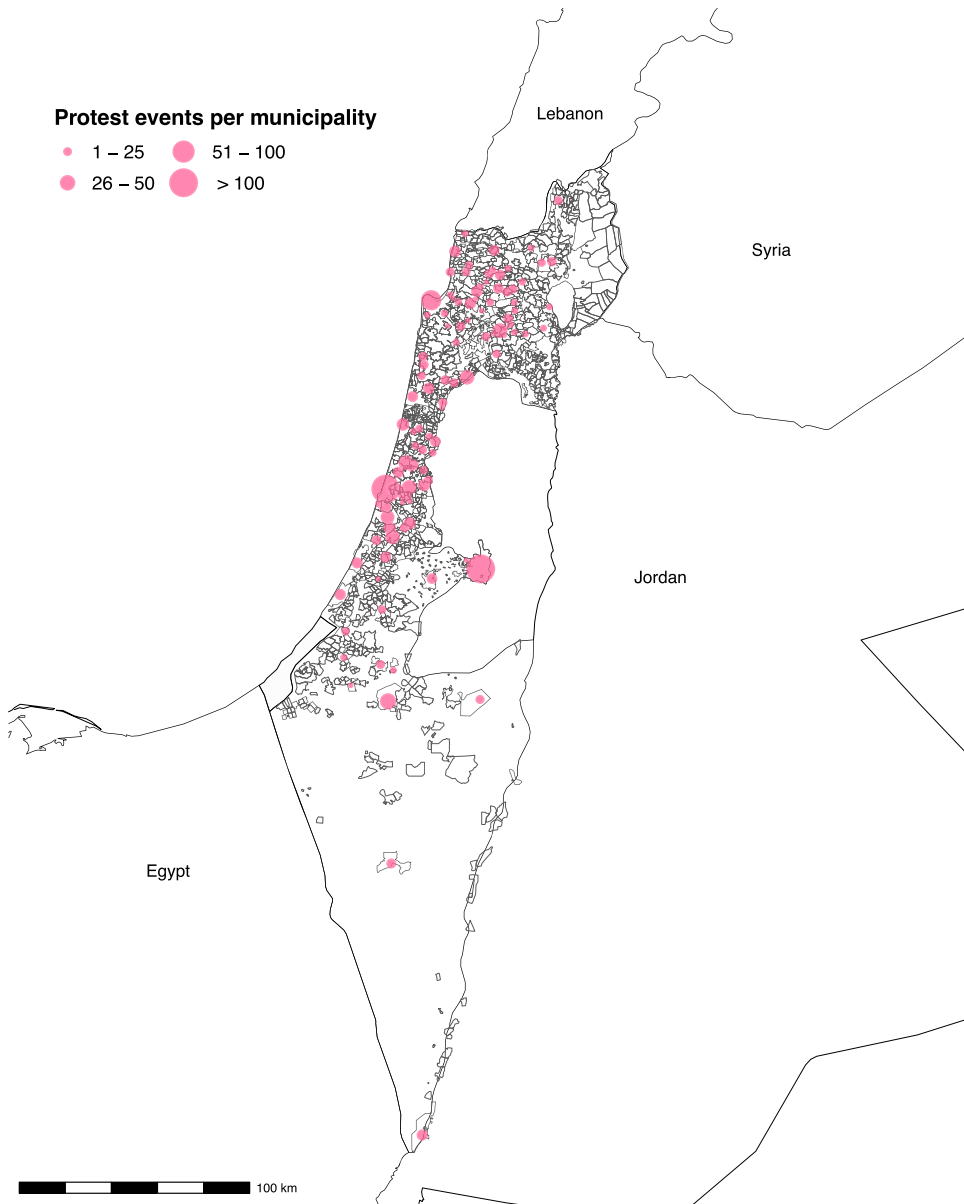 Protest events per municipality
1 – 25
51 – 100
26 – 50
> 100
Lebanon
Syria
Jordan
Egypt
100 km